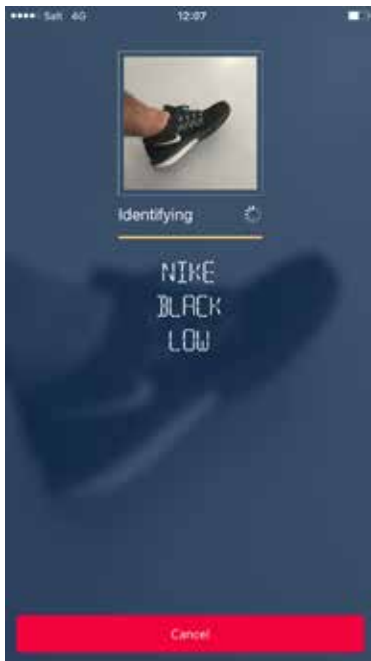 Salt 4G 12:07
Identifying
NIKE
BLACK
LOW
Cancel